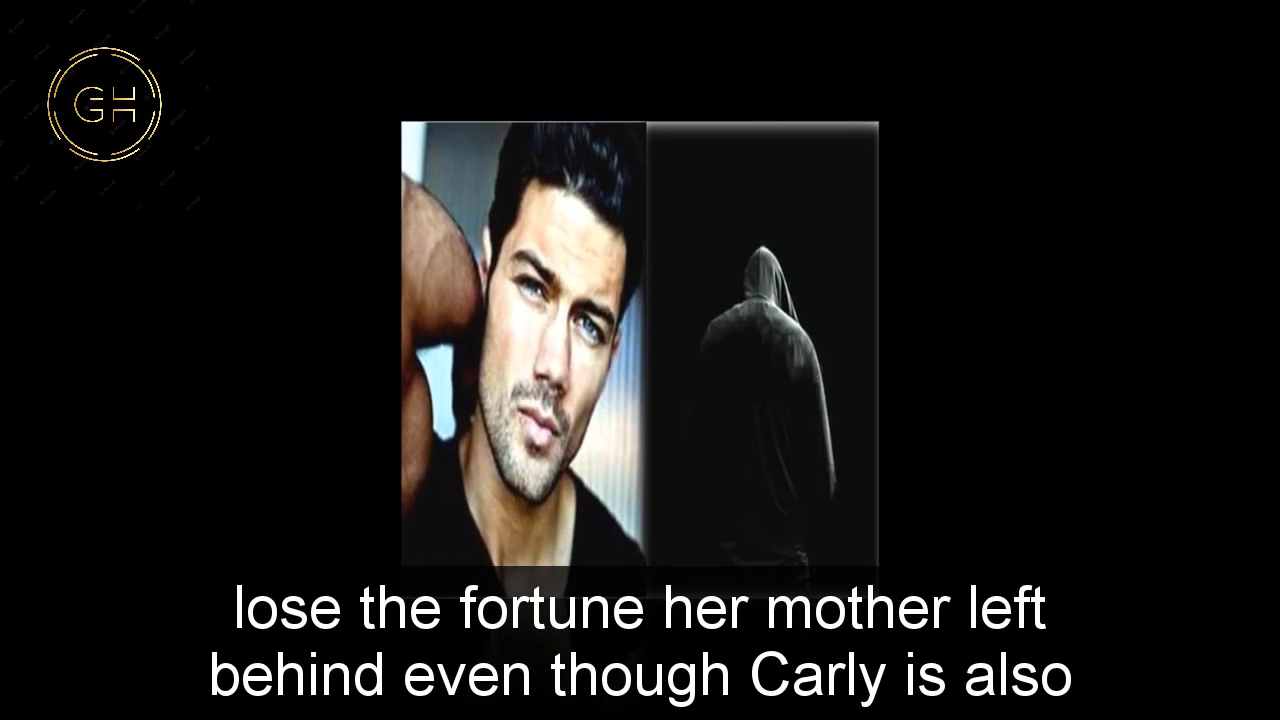 GH
lose the fortune her mother left
behind even though Carly is also